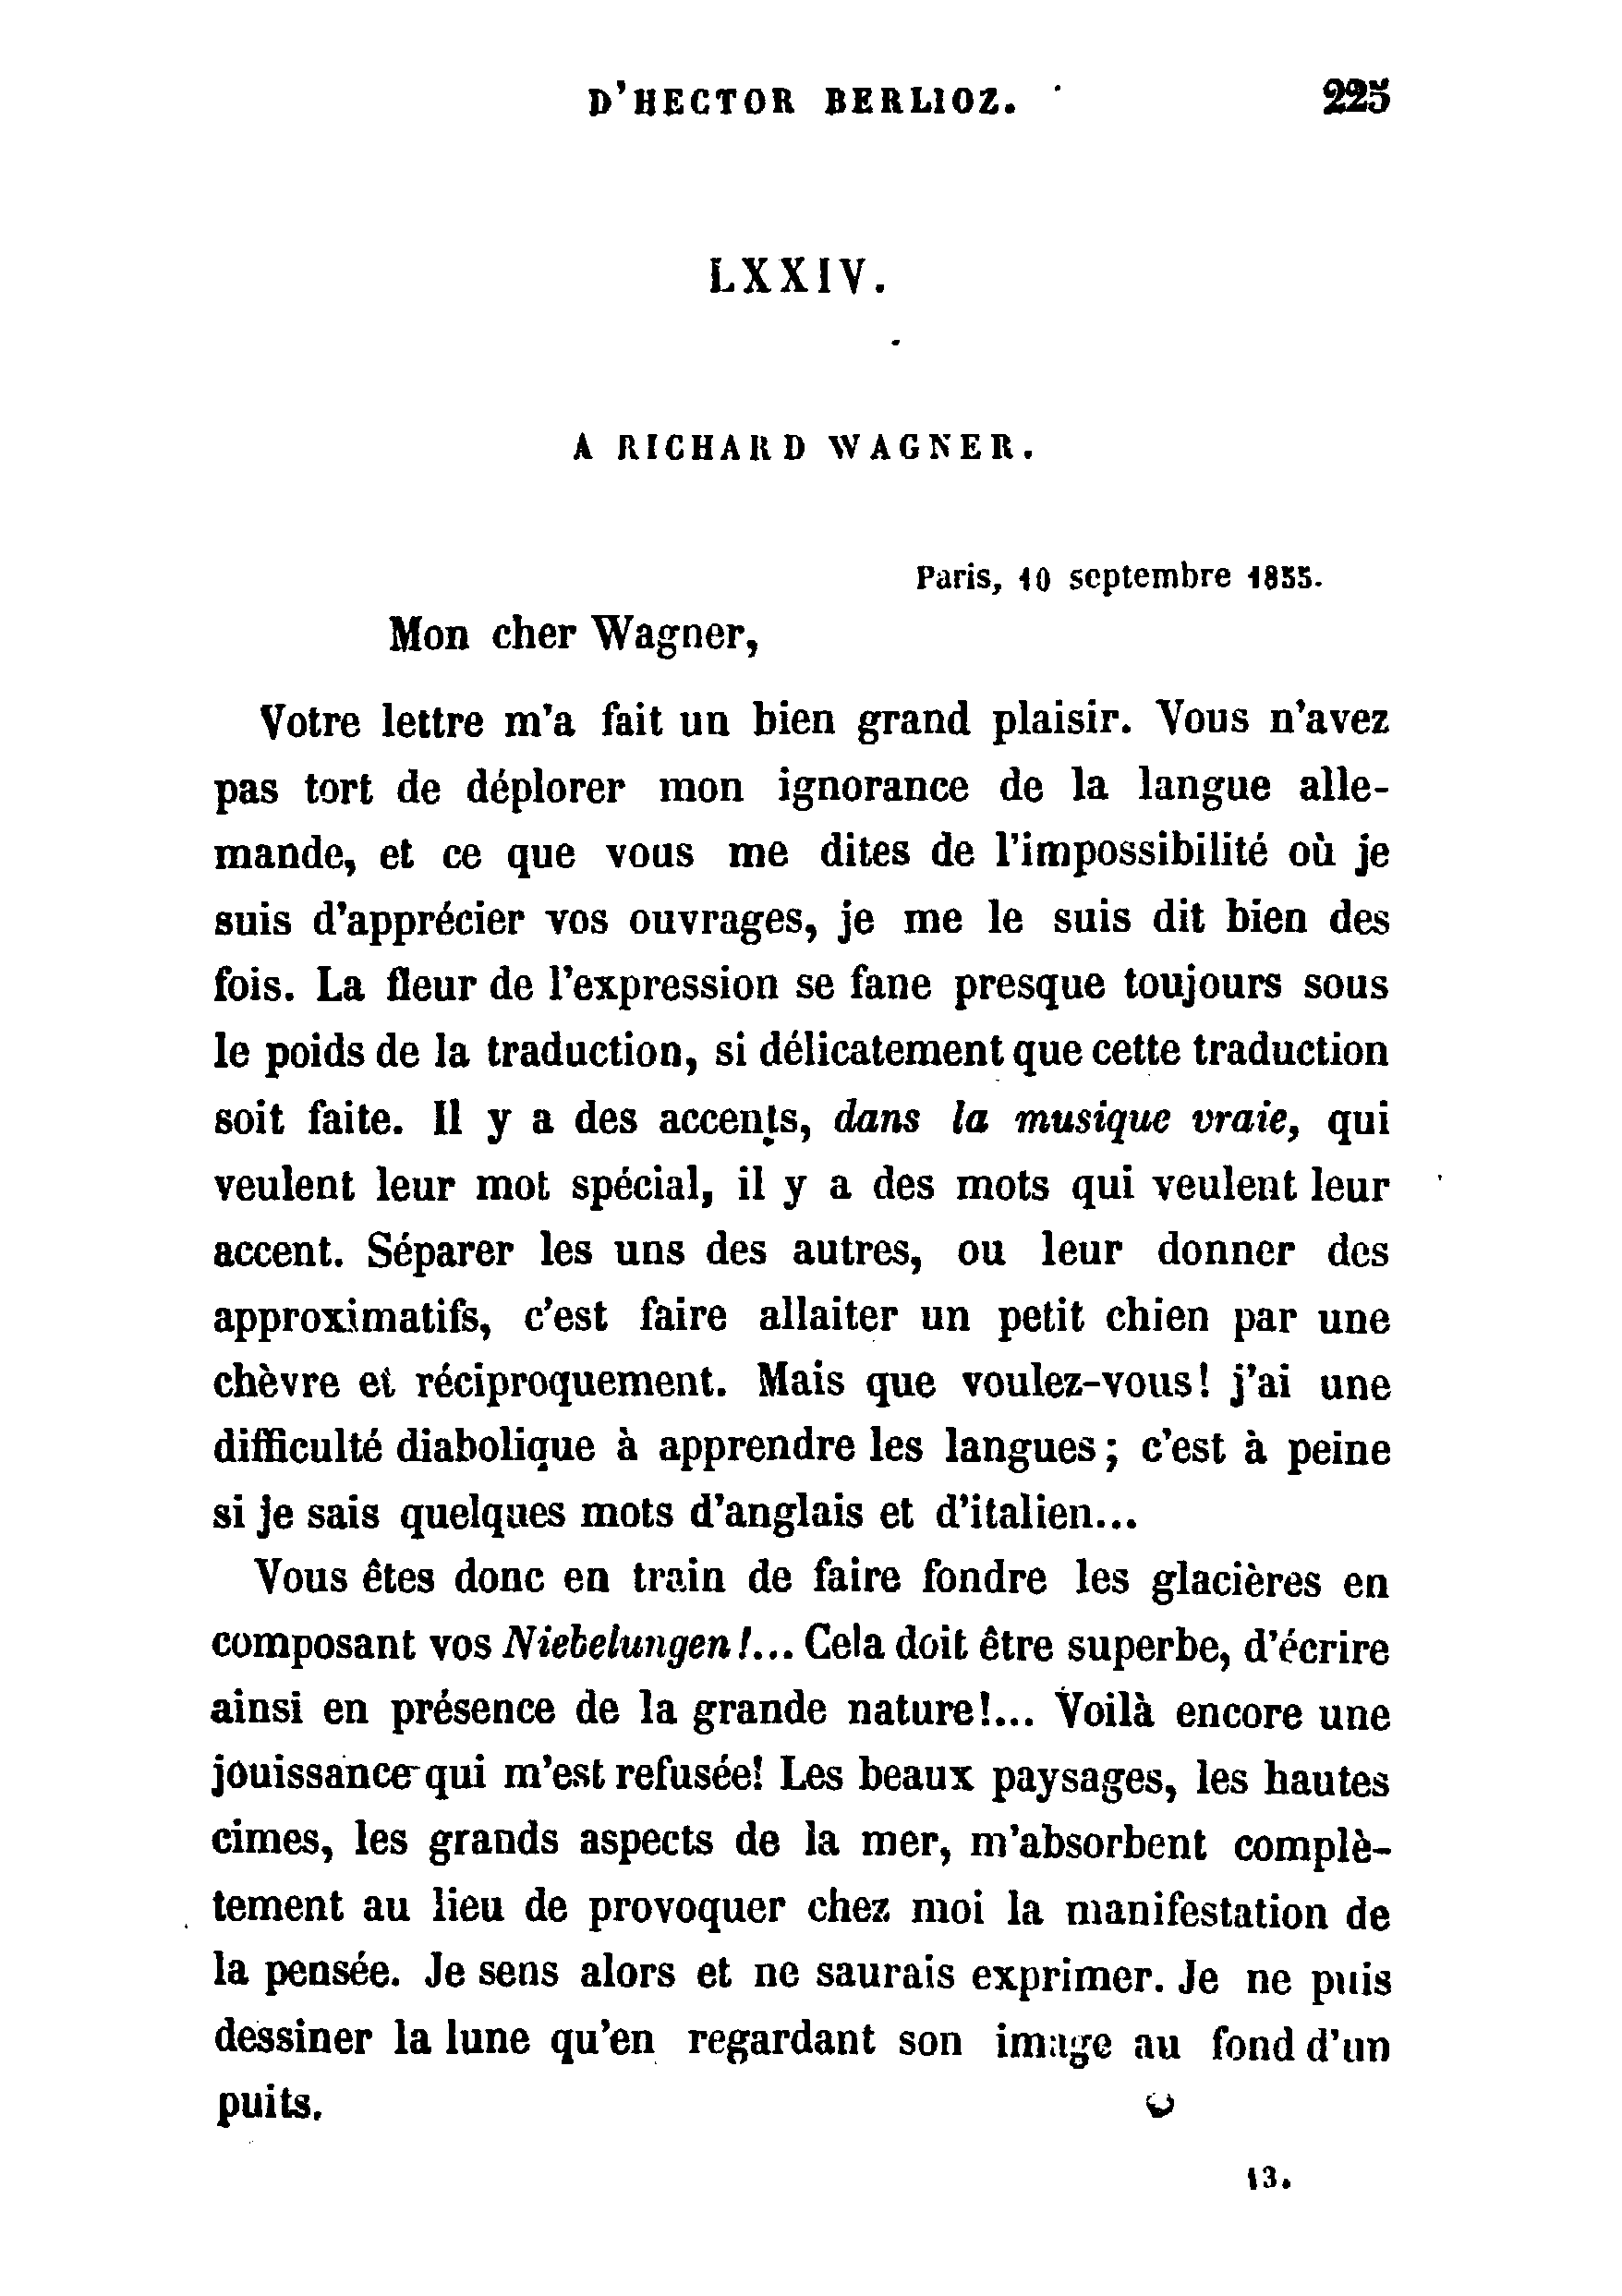 D'HECTOR BERLIOZ. 225
LXXIV.
A RICHARD WAGNER.
Paris, 10 septembre 1855.
Mon cher Wagner,
Votre lettre m'a fait un bien grand plaisir. Vous n'avez
pas tort de déplorer mon ignorance de la langue alle-
mande, et ce que vous me dites de l'impossibilité où je
suis d'apprécier vos ouvrages, je me le suis dit bien des
fois. La fleur de l'expression se fane presque toujours sous
le poids de la traduction, si délicatement que cette traduction
soit faite. Il y a des accents, dans la musique vraie, qui
veulent leur mot spécial, il y a des mots qui veulent leur
accent. Séparer les uns des autres, ou leur donner des
approximatifs, c'est faire allaiter un petit chien par une
chèvre et réciproquement. Mais que voulez-vous! j'ai une
difficulté diabolique à apprendre les langues; c'est à peine
si je sais quelques mots d'anglais et d'italien...
Vous êtes donc en train de faire fondre les glacières en
composant vos Niebelungen!... Cela doit être superbe, d'écrire
ainsi en présence de la grande nature!... Voilà encore une
jouissance qui m'est refusée! Les beaux paysages, les hautes
cimes, les grands aspects de la mer, m'absorbent complè-
tement au lieu de provoquer chez moi la manifestation de
la pensée. Je sens alors et ne saurais exprimer. Je ne puis
dessiner la lune qu'en regardant son image au fond d'un
puits.
13.